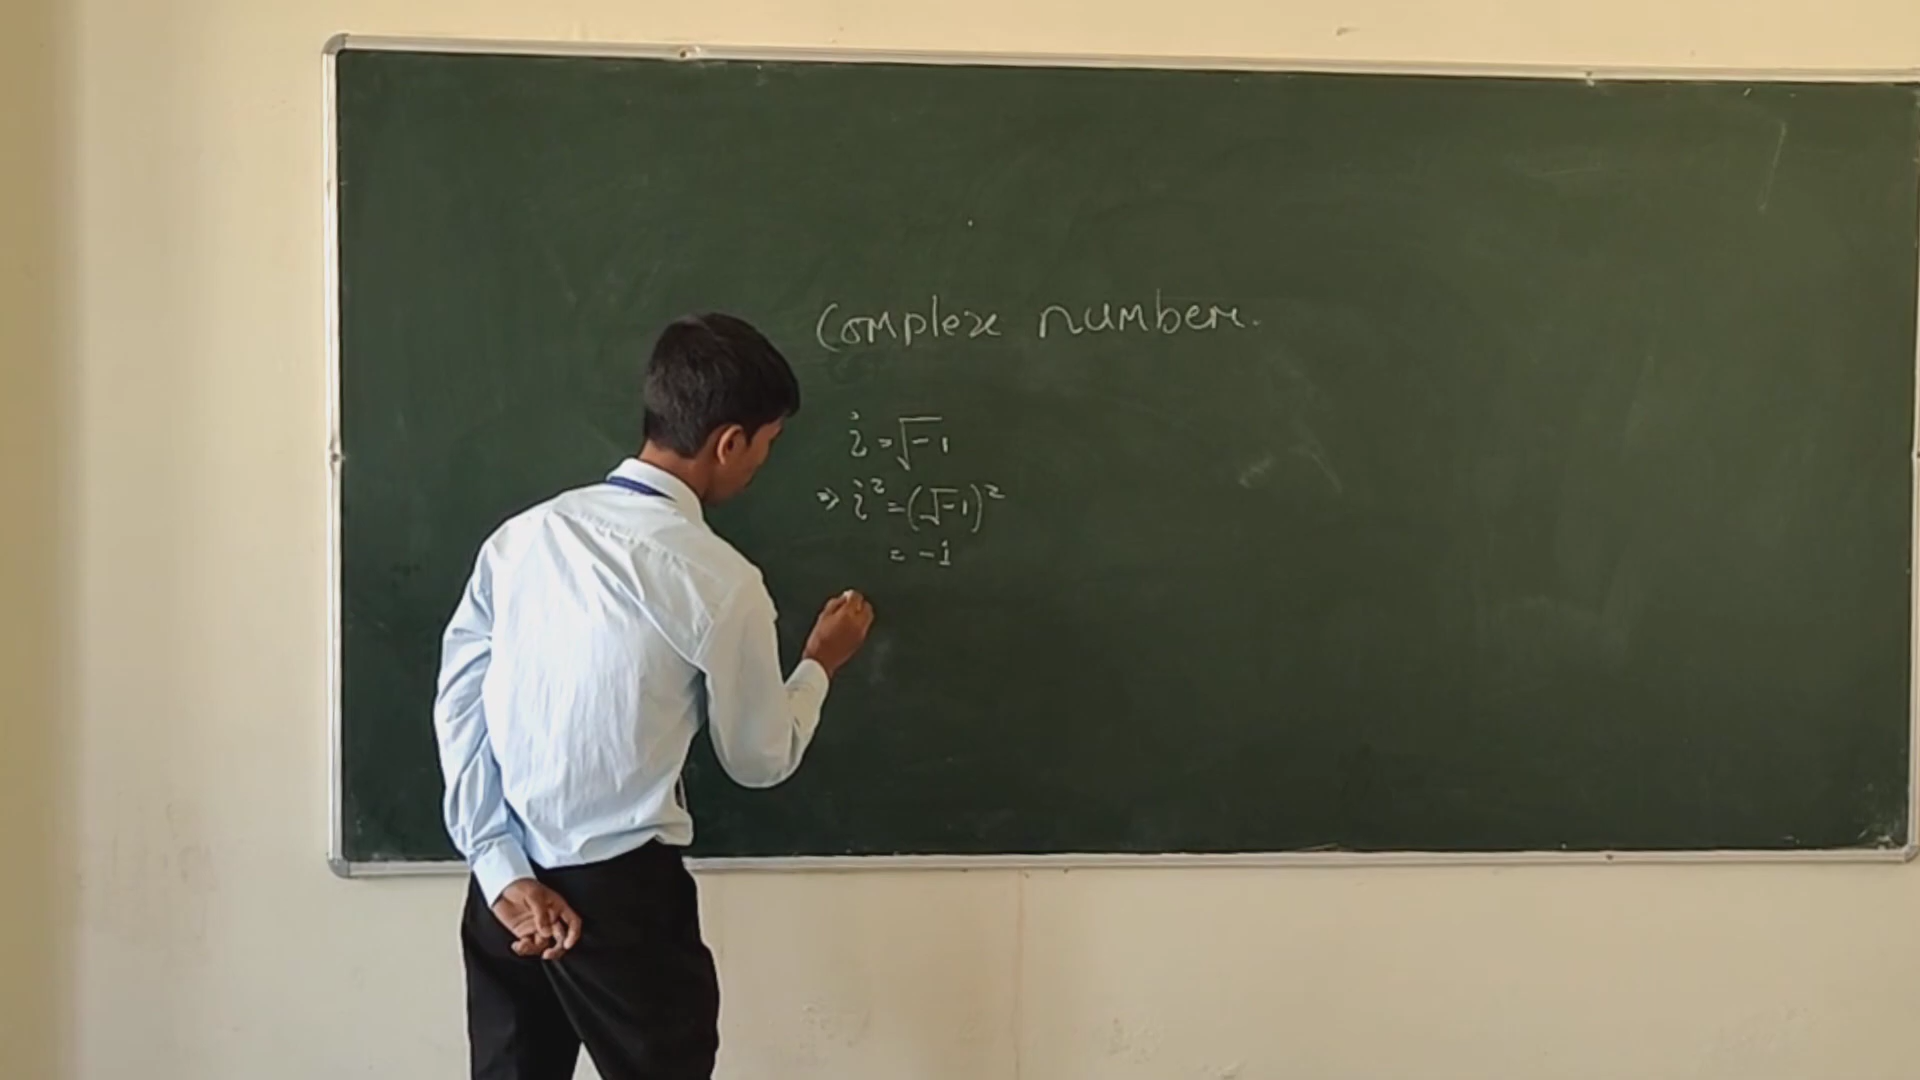 Complex number.
i = √-1
⇒ i² = (√-1)²
= -1